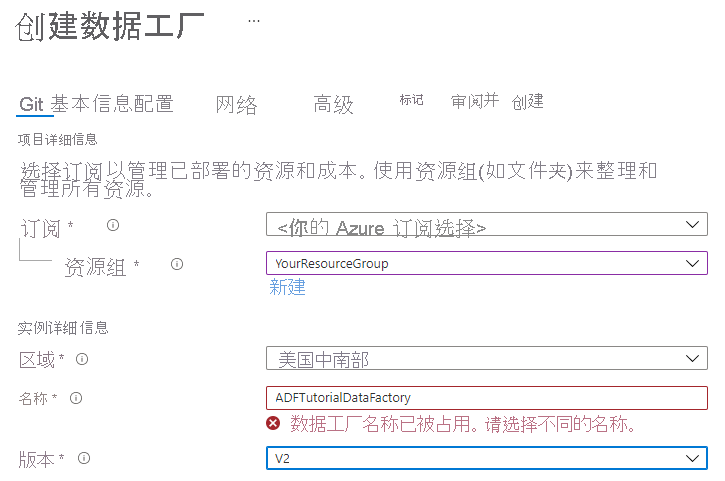 创建数据工厂 ...
Git 基本信息配置 网络 高级 标记 审阅并 创建
项目详细信息
选择订阅以管理已部署的资源和成本。使用资源组(如文件夹)来整理和
管理所有资源。
订阅 * <你的 Azure 订阅选择>
资源组 * YourResourceGroup
新建
实例详细信息
区域 * 美国中南部
名称 * ADFTutorialDataFactory
数据工厂名称已被占用。请选择不同的名称。
版本 * V2